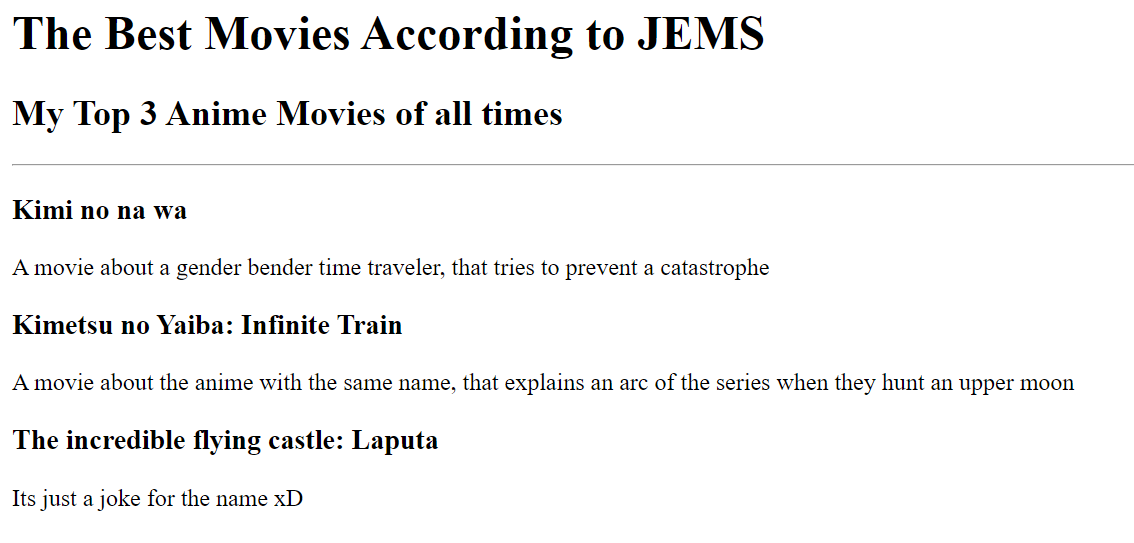 The Best Movies According to JEMS
My Top 3 Anime Movies of all times
Kimi no na wa
A movie about a gender bender time traveler, that tries to prevent a catastrophe
Kimetsu no Yaiba: Infinite Train
A movie about the anime with the same name, that explains an arc of the series when they hunt an upper moon
The incredible flying castle: Laputa
Its just a joke for the name xD